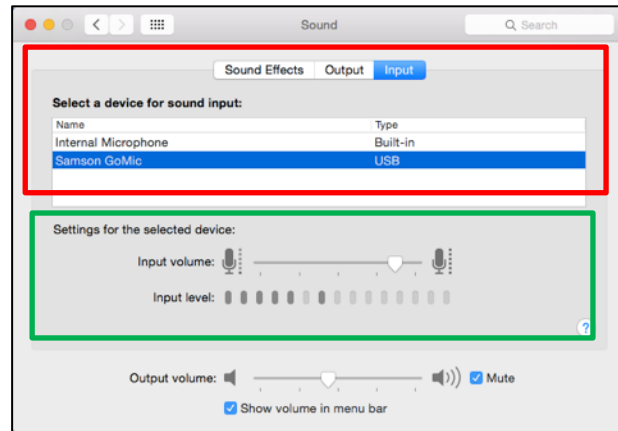 Sound
Search
Sound Effects Output Input
Select a device for sound input:
Name Type
Internal Microphone Built-in
Samson GoMic USB
Settings for the selected device:
Input volume:
Input level:
?
Output volume: Mute
Show volume in menu bar